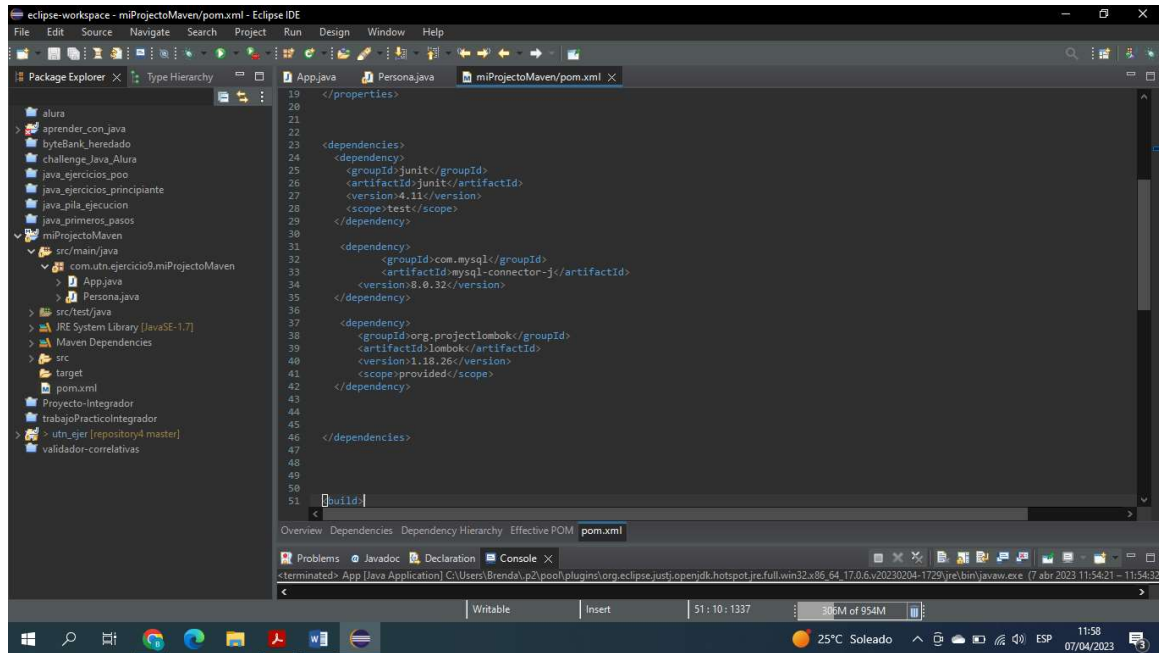 eclipse-workspace - miProjectoMaven/pom.xml - Eclipse IDE
File Edit Source Navigate Search Project Run Design Window Help
Package Explorer Type Hierarchy
alura
aprender_con_java
byteBank_heredado
challenge_Java_Alura
java_ejercicios_poo
java_ejercicios_principiante
java_pila_ejecucion
java_primeros_pasos
miProjectoMaven
src/main/java
com.utn.ejercicio9.miProjectoMaven
App.java
Persona.java
src/test/java
JRE System Library [JavaSE-1.7]
Maven Dependencies
src
target
pom.xml
Proyecto-Integrador
trabajoPracticoIntegrador
> utn_ejer [repository4 master]
validador-correlativas
App.java Persona.java miProjectoMaven/pom.xml
19 </properties>
20
21
22
23 <dependencies>
24 <dependency>
25 <groupId>junit</groupId>
26 <artifactId>junit</artifactId>
27 <version>4.11</version>
28 <scope>test</scope>
29 </dependency>
30
31 <dependency>
32 <groupId>com.mysql</groupId>
33 <artifactId>mysql-connector-j</artifactId>
34 <version>8.0.32</version>
35 </dependency>
36
37 <dependency>
38 <groupId>org.projectlombok</groupId>
39 <artifactId>lombok</artifactId>
40 <version>1.18.26</version>
41 <scope>provided</scope>
42 </dependency>
43
44
45
46 </dependencies>
47
48
49
50
51 <build>
Overview Dependencies Dependency Hierarchy Effective POM pom.xml
Problems Javadoc Declaration Console
<terminated> App [Java Application] C:\Users\Brenda\.p2\pool\plugins\org.eclipse.justj.openjdk.hotspot.jre.full.win32.x86_64_17.0.6.v20230204-1729\jre\bin\javaw.exe (7 abr 2023 11:54:21 – 11:54:32
Writable Insert 51 : 10 : 1337 306M of 954M
25°C Soleado ESP 11:58
07/04/2023
3